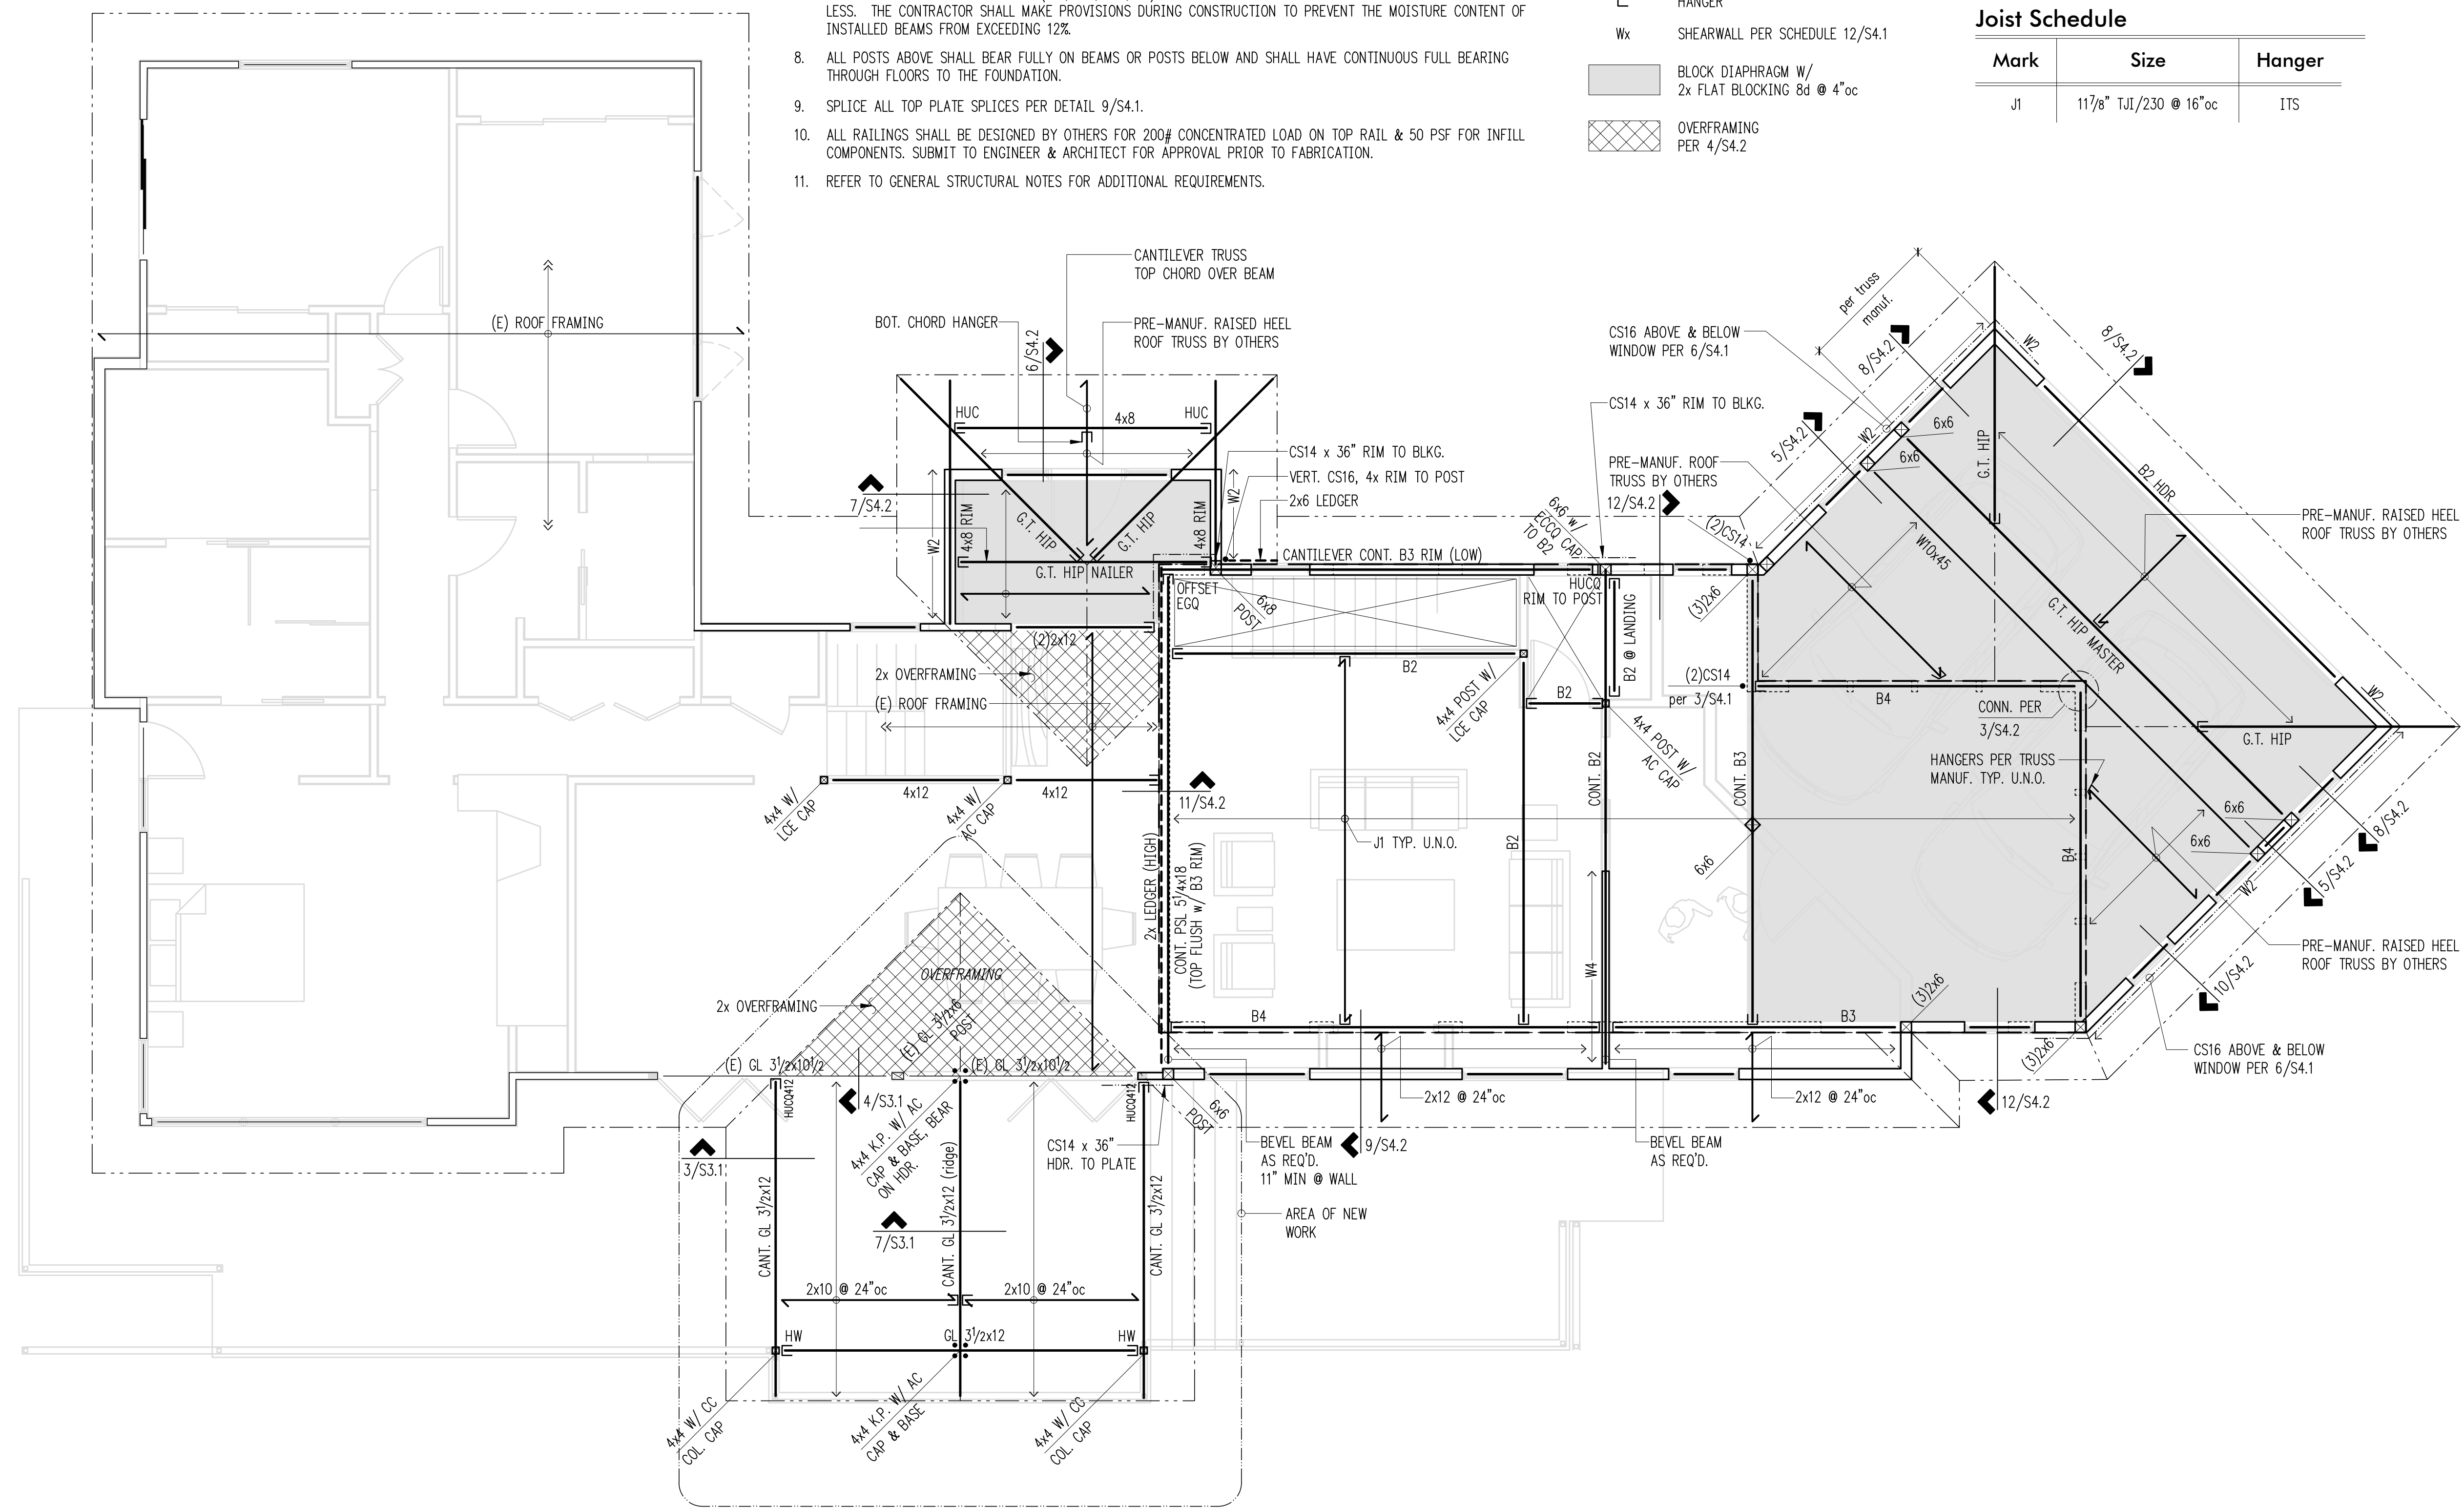 LESS. THE CONTRACTOR SHALL MAKE PROVISIONS DURING CONSTRUCTION TO PREVENT THE MOISTURE CONTENT OF
INSTALLED BEAMS FROM EXCEEDING 12%.
8. ALL POSTS ABOVE SHALL BEAR FULLY ON BEAMS OR POSTS BELOW AND SHALL HAVE CONTINUOUS FULL BEARING
THROUGH FLOORS TO THE FOUNDATION.
9. SPLICE ALL TOP PLATE SPLICES PER DETAIL 9/S4.1.
10. ALL RAILINGS SHALL BE DESIGNED BY OTHERS FOR 200# CONCENTRATED LOAD ON TOP RAIL & 50 PSF FOR INFILL
COMPONENTS. SUBMIT TO ENGINEER & ARCHITECT FOR APPROVAL PRIOR TO FABRICATION.
11. REFER TO GENERAL STRUCTURAL NOTES FOR ADDITIONAL REQUIREMENTS.
HANGER
Wx SHEARWALL PER SCHEDULE 12/S4.1
BLOCK DIAPHRAGM W/
2x FLAT BLOCKING 8d @ 4"oc
OVERFRAMING
PER 4/S4.2
Joist Schedule
Mark Size Hanger
J1 11⅞" TJI/230 @ 16"oc ITS
(E) ROOF FRAMING
CANTILEVER TRUSS
TOP CHORD OVER BEAM
BOT. CHORD HANGER
6/S4.2
PRE-MANUF. RAISED HEEL
ROOF TRUSS BY OTHERS
HUC
4x8
HUC
CS14 x 36" RIM TO BLKG.
VERT. CS16, 4x RIM TO POST
2x6 LEDGER
7/S4.2
W2
4x8 RIM
G.T. HIP
G.T. HIP
4x8 RIM
W2
G.T. HIP NAILER
CANTILEVER CONT. B3 RIM (LOW)
OFFSET
EGQ
6x8
POST
6x6 w/
ECCQ CAP
TO B2
HUCQ
RIM TO POST
B2 @ LANDING
(3)2x6
(2)CS14
12/S4.2
CS16 ABOVE & BELOW
WINDOW PER 6/S4.1
CS14 x 36" RIM TO BLKG.
PRE-MANUF. ROOF
TRUSS BY OTHERS
per truss
manuf.
8/S4.2
5/S4.2
W2
6x6
6x6
W2
8/S4.2
G.T. HIP
B2 HDR
W10x45
G.T. HIP MASTER
PRE-MANUF. RAISED HEEL
ROOF TRUSS BY OTHERS
W2
G.T. HIP
(2)2x12
2x OVERFRAMING
(E) ROOF FRAMING
4x12
4x12
4x4 W/
LCE CAP
4x4 W/
AC CAP
11/S4.2
B2
4x4 POST W/
LCE CAP
B2
4x4 POST W/
AC CAP
(2)CS14
per 3/S4.1
B4
CONN. PER
3/S4.2
HANGERS PER TRUSS
MANUF. TYP. U.N.O.
CONT. B2
CONT. B3
J1 TYP. U.N.O.
B2
6x6
B4
6x6
6x6
8/S4.2
5/S4.2
W2
10/S4.2
PRE-MANUF. RAISED HEEL
ROOF TRUSS BY OTHERS
CS16 ABOVE & BELOW
WINDOW PER 6/S4.1
2x LEDGER (HIGH)
CONT. PSL 5¼x18
(TOP FLUSH w/ B3 RIM)
W4
B4
B3
(3)2x6
(3)2x6
OVERFRAMING
2x OVERFRAMING
(E) GL 3½x6
POST
(E) GL 3½x10½
(E) GL 3½x10½
HUCQ412
HUCQ412
4/S3.1
3/S3.1
4x4 K.P. W/ AC
CAP & BASE, BEAR
ON HDR.
CS14 x 36"
HDR. TO PLATE
6x6
POST
BEVEL BEAM
AS REQ'D.
11" MIN @ WALL
9/S4.2
2x12 @ 24"oc
BEVEL BEAM
AS REQ'D.
2x12 @ 24"oc
12/S4.2
AREA OF NEW
WORK
CANT. GL 3½x12
7/S3.1
CANT. GL 3½x12 (ridge)
CANT. GL 3½x12
2x10 @ 24"oc
2x10 @ 24"oc
HW
GL 3½x12
HW
4x4 W/ CC
COL. CAP
4x4 K.P. W/ AC
CAP & BASE
4x4 W/ CC
COL. CAP